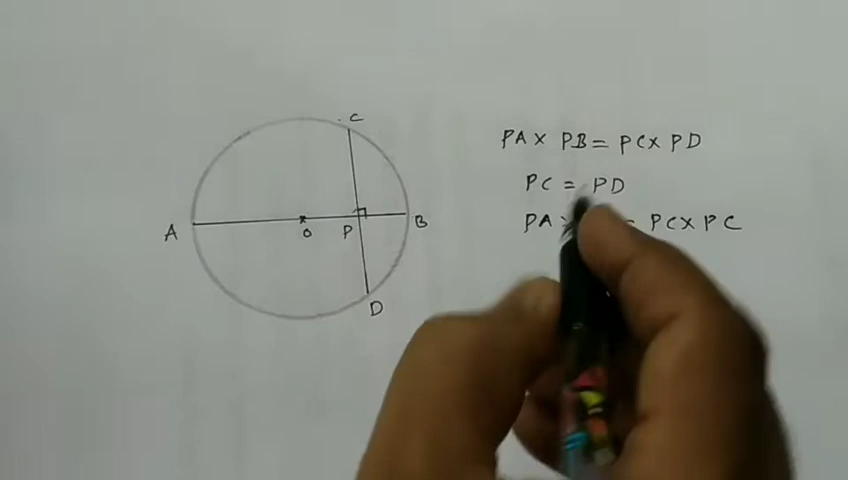 C
PA × PB = PC × PD
PC = PD
A O P B
PA × = PC × PC
D